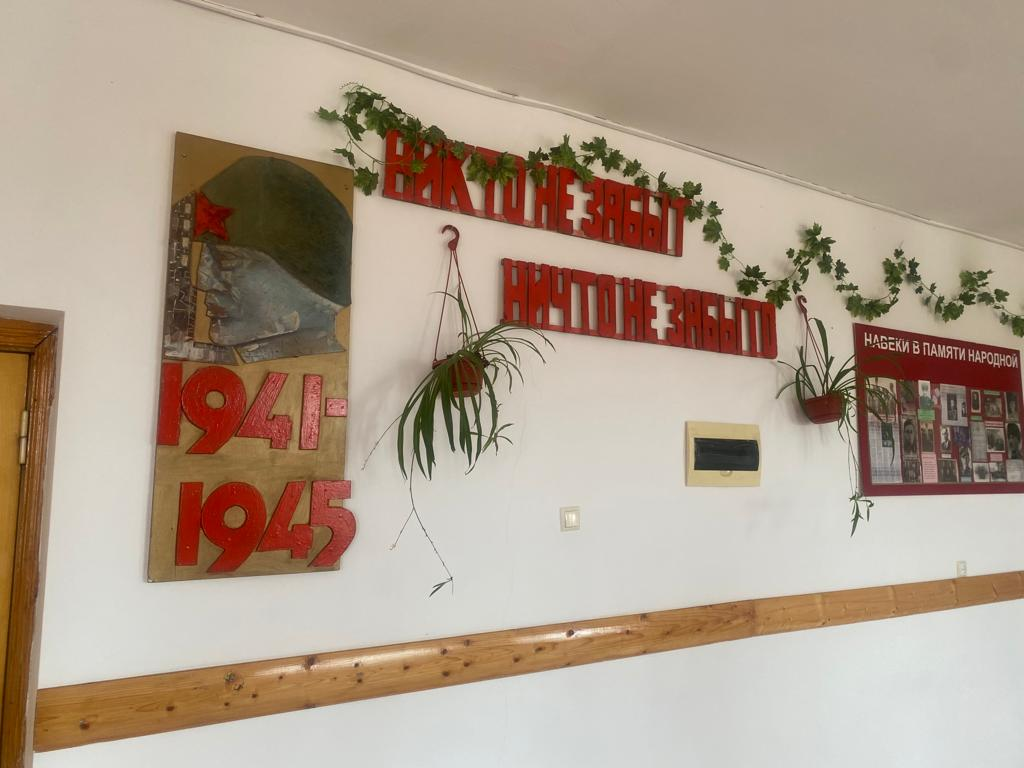 1941-
1945
НИКТО НЕ ЗАБЫТ
НИЧТО НЕ ЗАБЫТО
НАВЕКИ В ПАМЯТИ НАРОДНОЙ